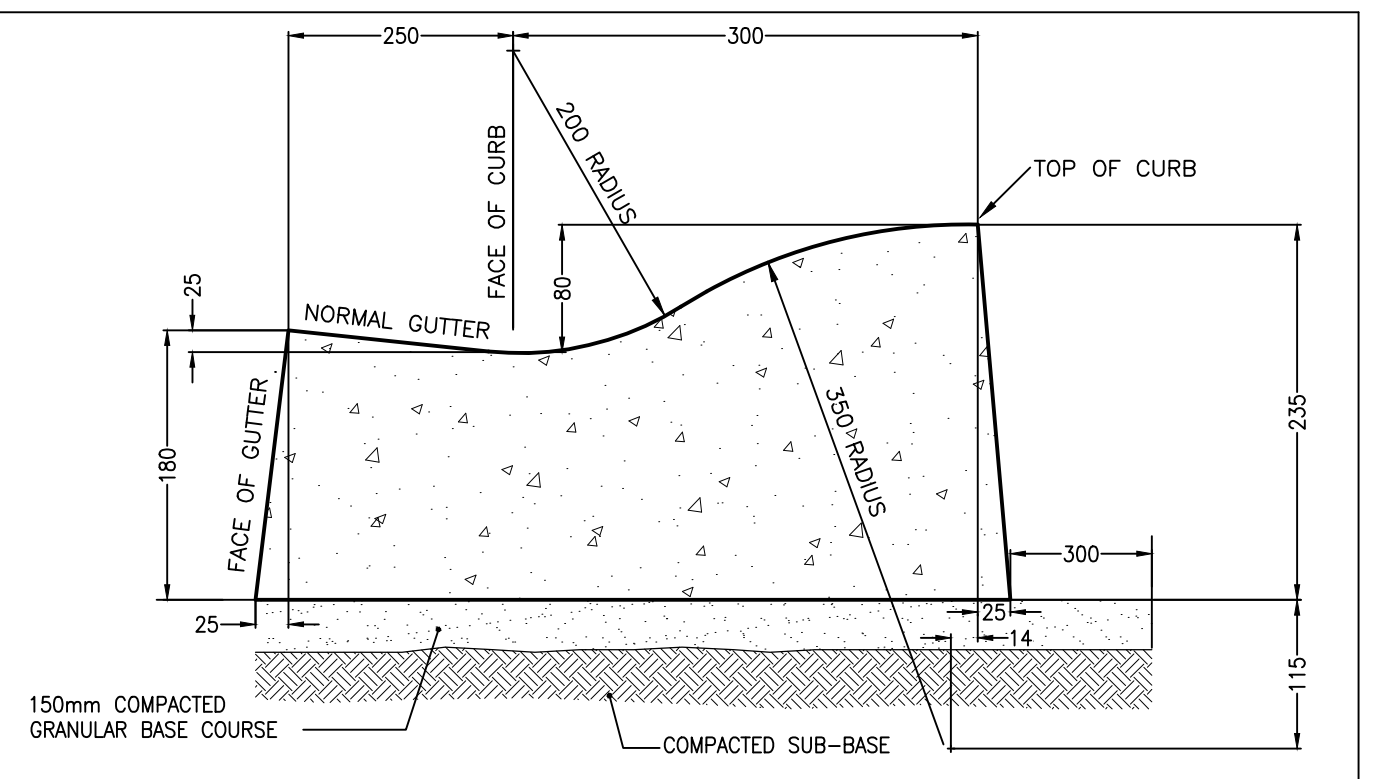 250
300
FACE OF CURB
200 RADIUS
TOP OF CURB
25
80
NORMAL GUTTER
FACE OF GUTTER
180
350 RADIUS
235
300
25
25
14
115
150mm COMPACTED
GRANULAR BASE COURSE
COMPACTED SUB-BASE